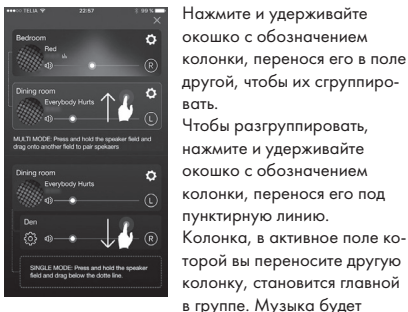 TELIA 22:57 99 %
Bedroom
Red
R
Dining room
Everybody Hurts
L
MULTI MODE: Press and hold the speaker field and
drag onto another field to pair spekaers
Dining room
Everybody Hurts
L
Den
R
SINGLE MODE: Press and hold the speaker
field and drag below the dotte line.
Нажмите и удерживайте
окошко с обозначением
колонки, перенося его в поле
другой, чтобы их сгруппиро-
вать.
Чтобы разгруппировать,
нажмите и удерживайте
окошко с обозначением
колонки, перенося его под
пунктирную линию.
Колонка, в активное поле ко-
торой вы переносите другую
колонку, становится главной
в группе. Музыка будет